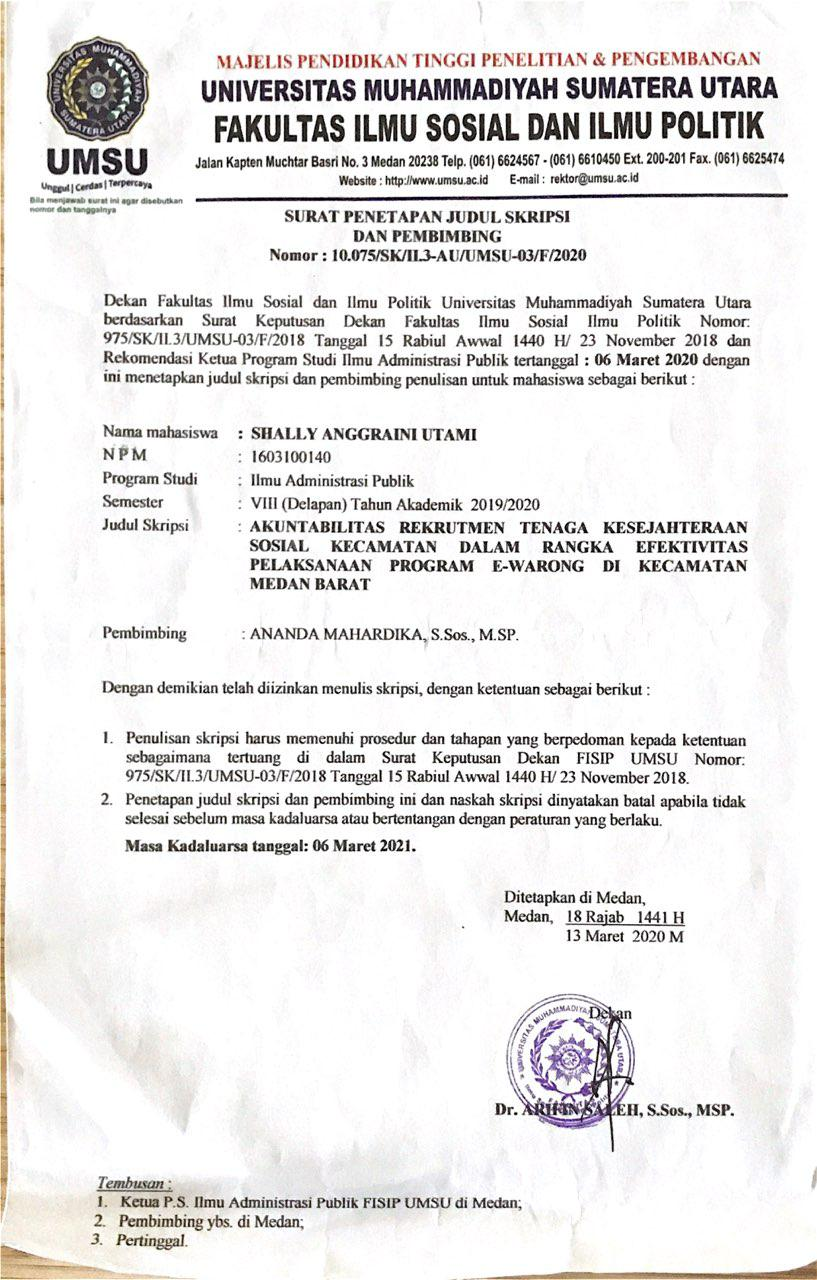 MAJELIS PENDIDIKAN TINGGI PENELITIAN & PENGEMBANGAN
UNIVERSITAS MUHAMMADIYAH SUMATERA UTARA
FAKULTAS ILMU SOSIAL DAN ILMU POLITIK
Jalan Kapten Muchtar Basri No. 3 Medan 20238 Telp. (061) 6624567 - (061) 6610450 Ext. 200-201 Fax. (061) 6625474
Website : http://www.umsu.ac.id E-mail : rektor@umsu.ac.id
UNIVERSITAS MUHAMMADIYAH
SUMATERA UTARA
UMSU
Unggul | Cerdas | Terpercaya
Bila menjawab surat ini agar disebutkan
nomor dan tanggalnya
SURAT PENETAPAN JUDUL SKRIPSI
DAN PEMBIMBING
Nomor : 10.075/SK/II.3-AU/UMSU-03/F/2020
Dekan Fakultas Ilmu Sosial dan Ilmu Politik Universitas Muhammadiyah Sumatera Utara
berdasarkan Surat Keputusan Dekan Fakultas Ilmu Sosial Ilmu Politik Nomor:
975/SK/II.3/UMSU-03/F/2018 Tanggal 15 Rabiul Awwal 1440 H/ 23 November 2018 dan
Rekomendasi Ketua Program Studi Ilmu Administrasi Publik tertanggal : 06 Maret 2020 dengan
ini menetapkan judul skripsi dan pembimbing penulisan untuk mahasiswa sebagai berikut :
Nama mahasiswa : SHALLY ANGGRAINI UTAMI
N P M : 1603100140
Program Studi : Ilmu Administrasi Publik
Semester : VIII (Delapan) Tahun Akademik 2019/2020
Judul Skripsi : AKUNTABILITAS REKRUTMEN TENAGA KESEJAHTERAAN
SOSIAL KECAMATAN DALAM RANGKA EFEKTIVITAS
PELAKSANAAN PROGRAM E-WARONG DI KECAMATAN
MEDAN BARAT
Pembimbing : ANANDA MAHARDIKA, S.Sos., M.SP.
Dengan demikian telah diizinkan menulis skripsi, dengan ketentuan sebagai berikut :
1. Penulisan skripsi harus memenuhi prosedur dan tahapan yang berpedoman kepada ketentuan
sebagaimana tertuang di dalam Surat Keputusan Dekan FISIP UMSU Nomor:
975/SK/II.3/UMSU-03/F/2018 Tanggal 15 Rabiul Awwal 1440 H/ 23 November 2018.
2. Penetapan judul skripsi dan pembimbing ini dan naskah skripsi dinyatakan batal apabila tidak
selesai sebelum masa kadaluarsa atau bertentangan dengan peraturan yang berlaku.
Masa Kadaluarsa tanggal: 06 Maret 2021.
Ditetapkan di Medan,
Medan, 18 Rajab 1441 H
13 Maret 2020 M
Dekan
UNIVERSITAS MUHAMMADIYAH SUMATERA UTARA
Dr. ARIFIN SALEH, S.Sos., MSP.
Tembusan :
1. Ketua P.S. Ilmu Administrasi Publik FISIP UMSU di Medan;
2. Pembimbing ybs. di Medan;
3. Pertinggal.